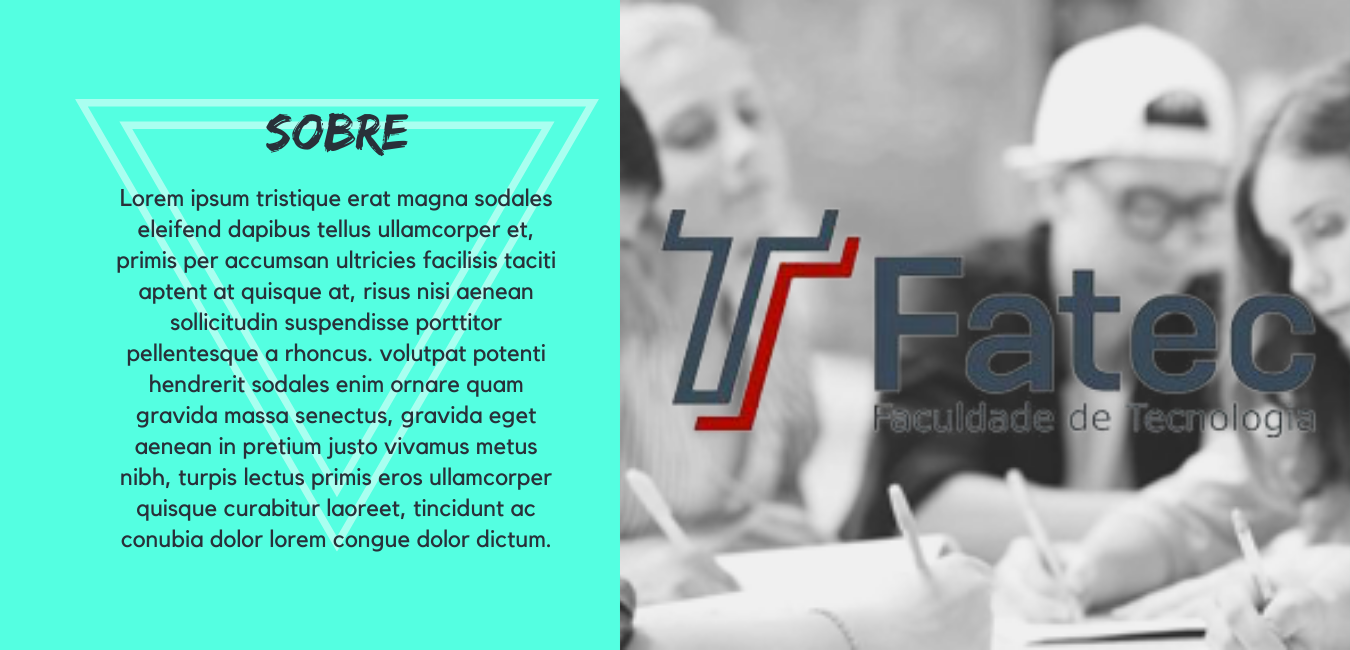 SOBRE
Lorem ipsum tristique erat magna sodales
eleifend dapibus tellus ullamcorper et,
primis per accumsan ultricies facilisis taciti
aptent at quisque at, risus nisi aenean
sollicitudin suspendisse porttitor
pellentesque a rhoncus. volutpat potenti
hendrerit sodales enim ornare quam
gravida massa senectus, gravida eget
aenean in pretium justo vivamus metus
nibh, turpis lectus primis eros ullamcorper
quisque curabitur laoreet, tincidunt ac
conubia dolor lorem congue dolor dictum.
Fatec
Faculdade de Tecnologia